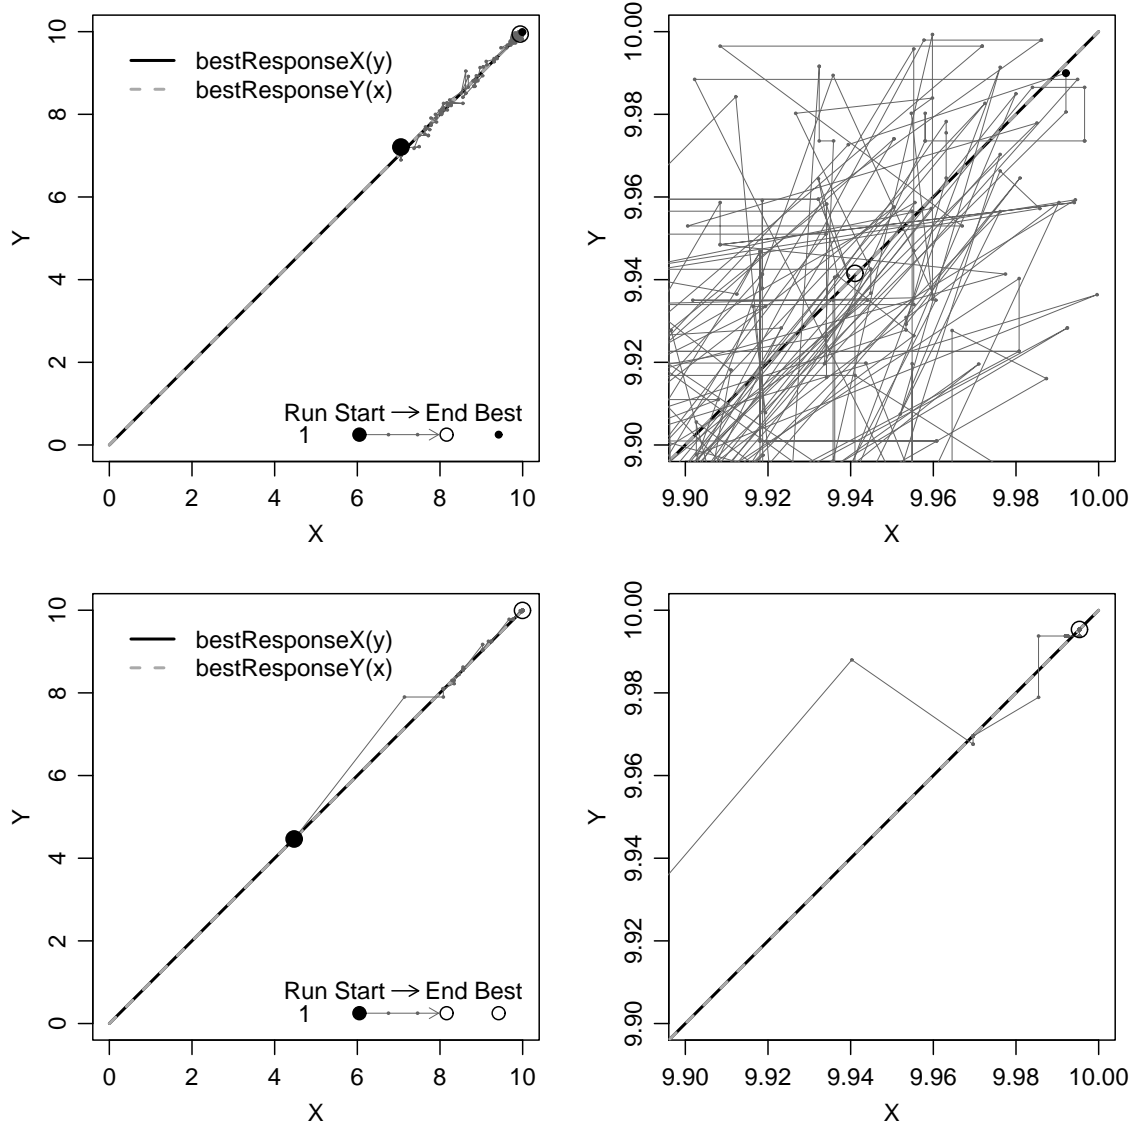 bestResponseX(y)
bestResponseY(x)
Y
0 2 4 6 8 10
Run Start → End Best
1
0 2 4 6 8 10
X
Y
9.90 9.92 9.94 9.96 9.98 10.00
9.90 9.92 9.94 9.96 9.98 10.00
X
bestResponseX(y)
bestResponseY(x)
Y
0 2 4 6 8 10
Run Start → End Best
1
0 2 4 6 8 10
X
Y
9.90 9.92 9.94 9.96 9.98 10.00
9.90 9.92 9.94 9.96 9.98 10.00
X